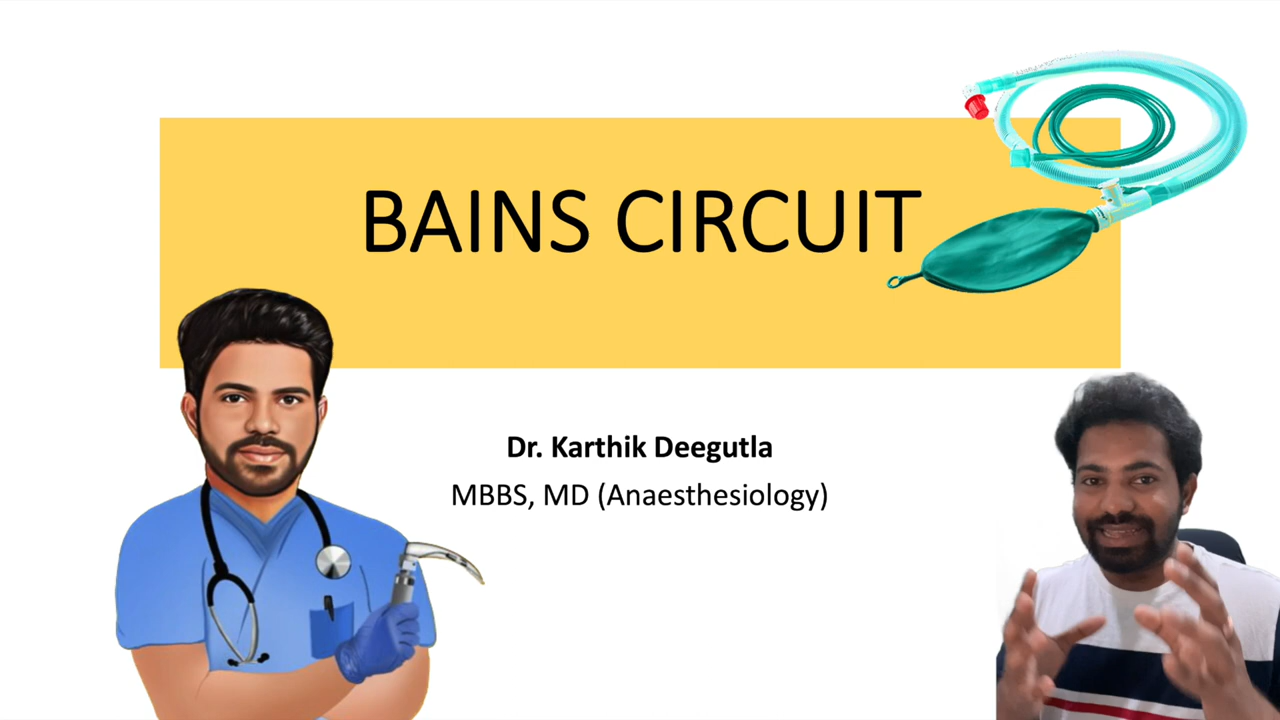 BAINS CIRCUIT
Dr. Karthik Deegutla
MBBS, MD (Anaesthesiology)